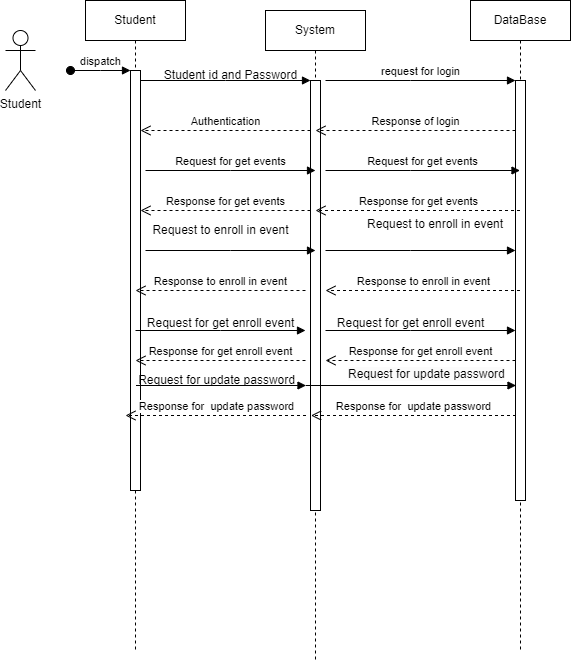 Student
System
DataBase
Student
dispatch
Student id and Password
request for login
Authentication
Response of login
Request for get events
Request for get events
Response for get events
Response for get events
Request to enroll in event
Request to enroll in event
Response to enroll in event
Response to enroll in event
Request for get enroll event
Request for get enroll event
Response for get enroll event
Response for get enroll event
Request for update password
Request for update password
Response for  update password
Response for  update password